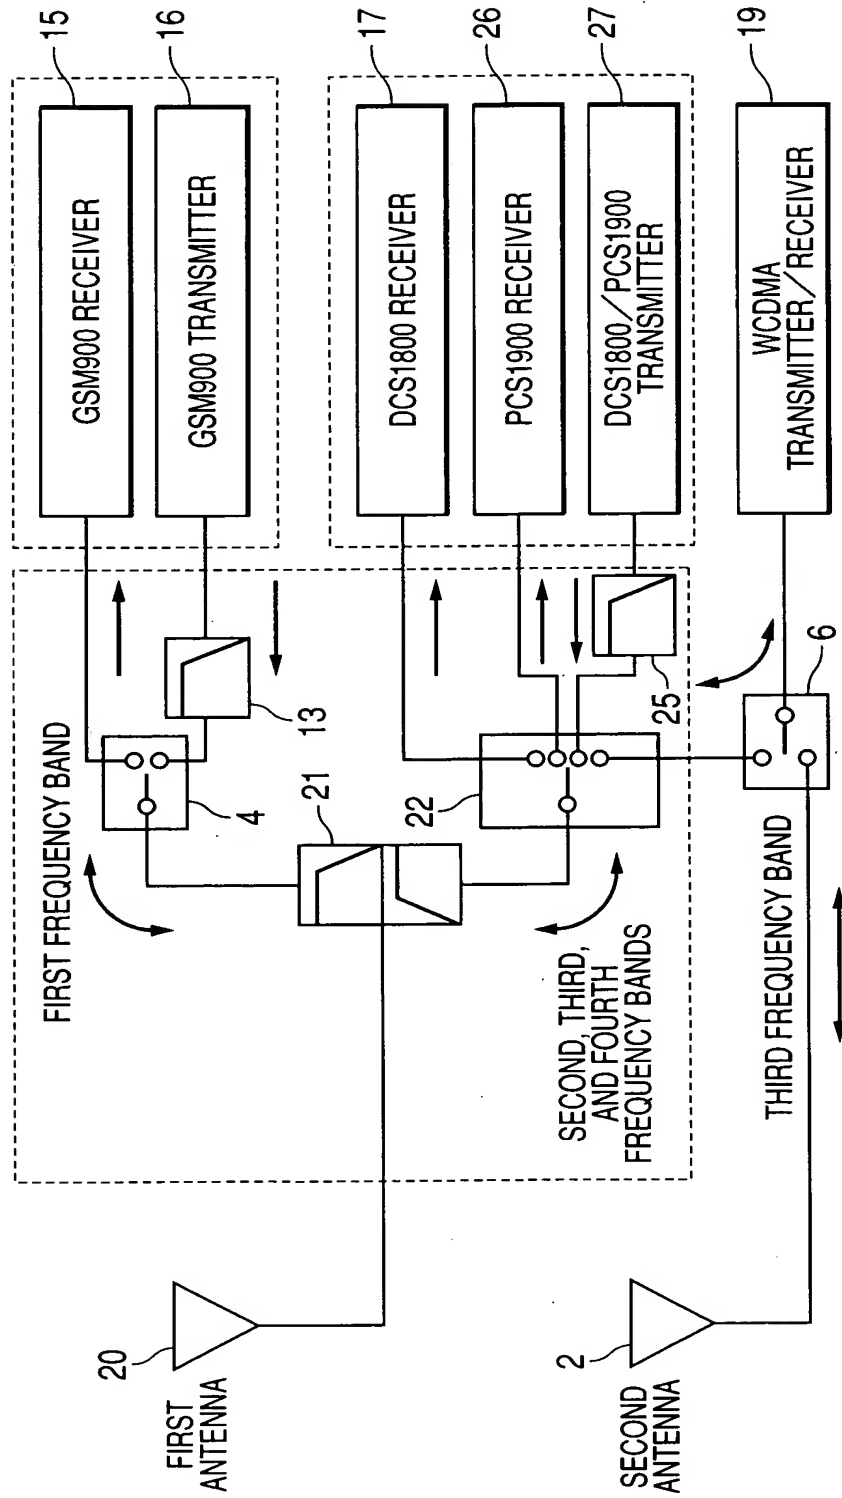 15
GSM900 RECEIVER
16
GSM900 TRANSMITTER
17
DCS1800 RECEIVER
26
PCS1900 RECEIVER
27
DCS1800/PCS1900
TRANSMITTER
19
WCDMA
TRANSMITTER/RECEIVER
FIRST FREQUENCY BAND
13
4
21
22
25
6
SECOND, THIRD,
AND FOURTH
FREQUENCY BANDS
THIRD FREQUENCY BAND
20
FIRST
ANTENNA
2
SECOND
ANTENNA